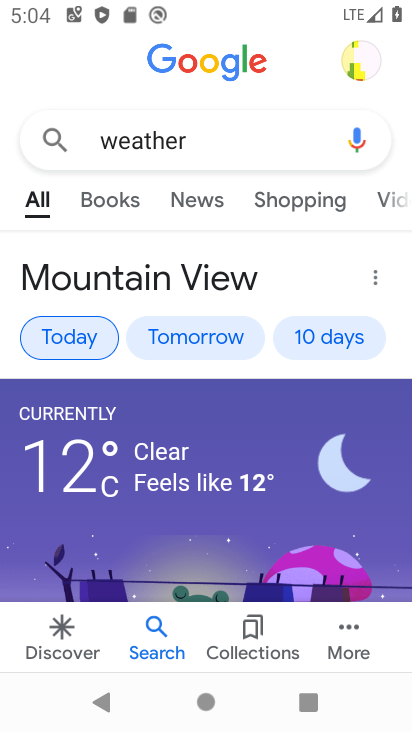 5:04 LTE
Google
weather
All Books News Shopping Vid
Mountain View
Today Tomorrow 10 days
CURRENTLY
12°C
Clear
Feels like 12°
Discover Search Collections More